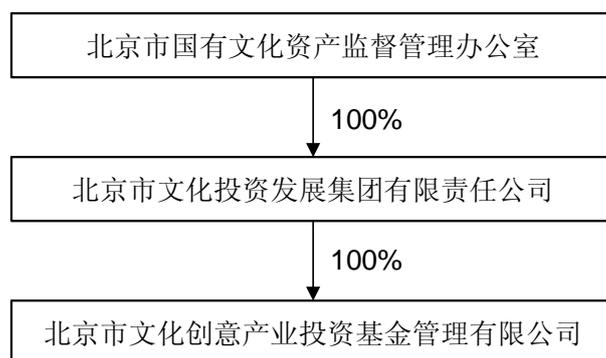 北京市国有文化资产监督管理办公室
100%
北京市文化投资发展集团有限责任公司
100%
北京市文化创意产业投资基金管理有限公司